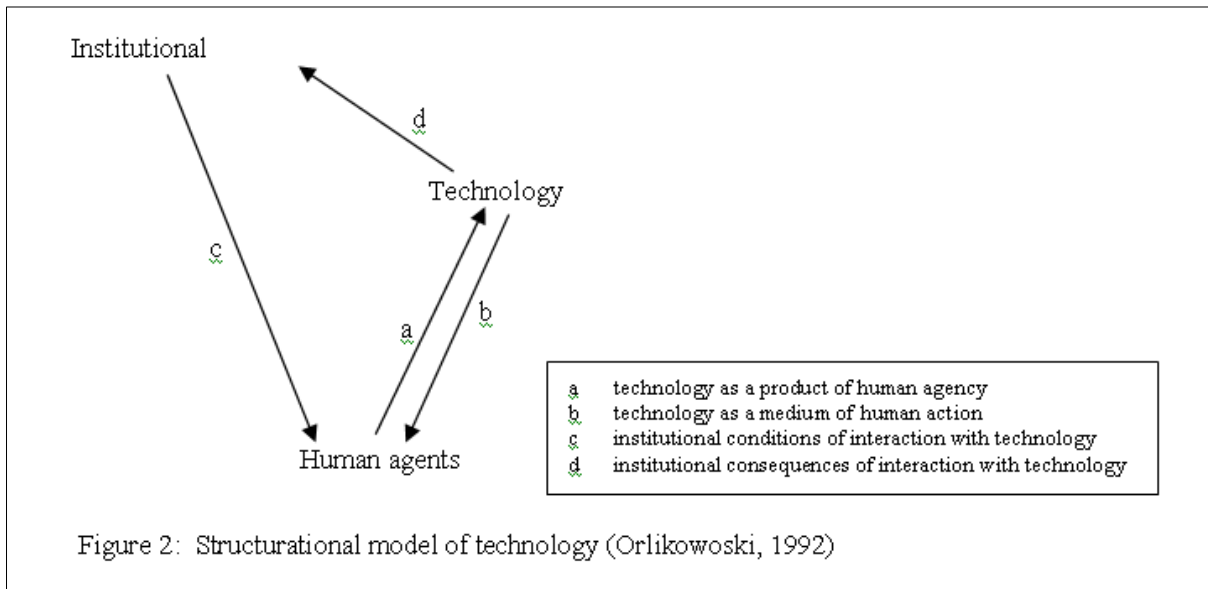 Institutional
d
Technology
c
a
b
a technology as a product of human agency
b technology as a medium of human action
c institutional conditions of interaction with technology
d institutional consequences of interaction with technology
Human agents
Figure 2: Structurational model of technology (Orlikowoski, 1992)